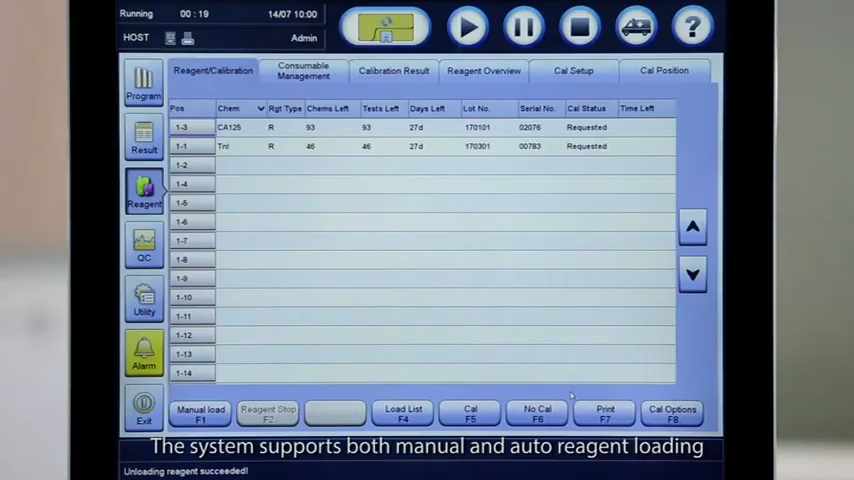 Running 00 : 19 14/07 10:00
HOST Admin
?
Reagent/Calibration
Consumable Management
Calibration Result
Reagent Overview
Cal Setup
Cal Position
Program
Result
Reagent
QC
Utility
Alarm
Exit
Pos Chem Rgt Type Chems Left Tests Left Days Left Lot No. Serial No. Cal Status Time Left
1-3 CA125 R 93 93 27d 170101 02076 Requested
1-1 TnI R 46 46 27d 170301 00783 Requested
1-2
1-4
1-5
1-6
1-7
1-8
1-9
1-10
1-11
1-12
1-13
1-14
Manual load F1
Reagent Stop F2
Load List F4
Cal F5
No Cal F6
Print F7
Cal Options F8
The system supports both manual and auto reagent loading
Unloading reagent succeeded!